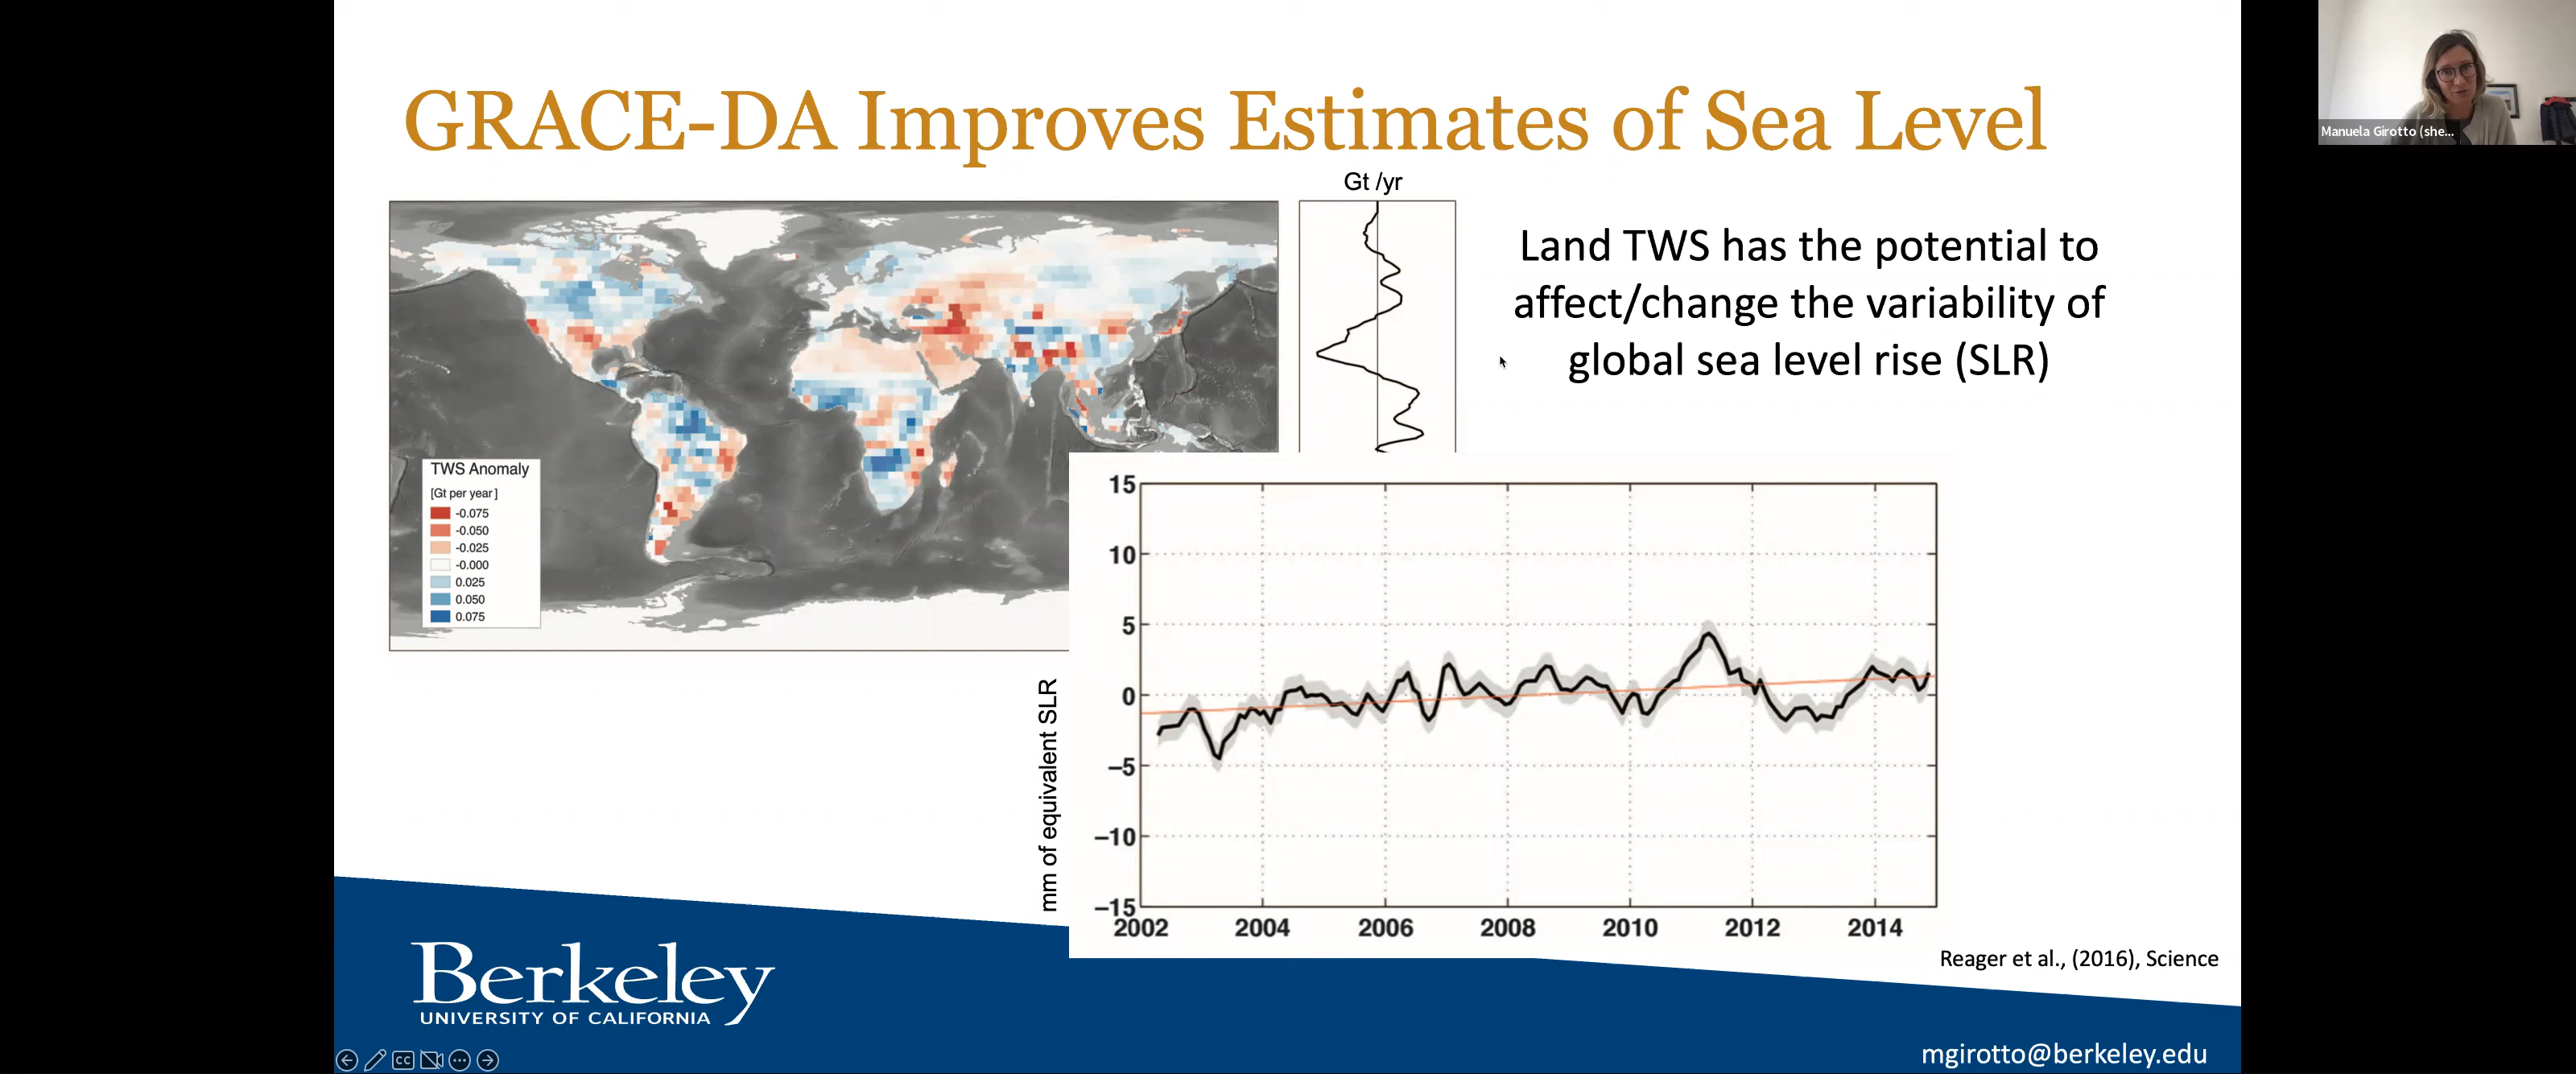 GRACE-DA Improves Estimates of Sea Level
Manuela Girotto (she...
Gt /yr
Land TWS has the potential to
affect/change the variability of
global sea level rise (SLR)
TWS Anomaly
[Gt per year]
-0.075
-0.050
-0.025
-0.000
0.025
0.050
0.075
mm of equivalent SLR
15
10
5
0
−5
−10
−15
2002 2004 2006 2008 2010 2012 2014
Reager et al., (2016), Science
Berkeley
UNIVERSITY OF CALIFORNIA
mgirotto@berkeley.edu
CC